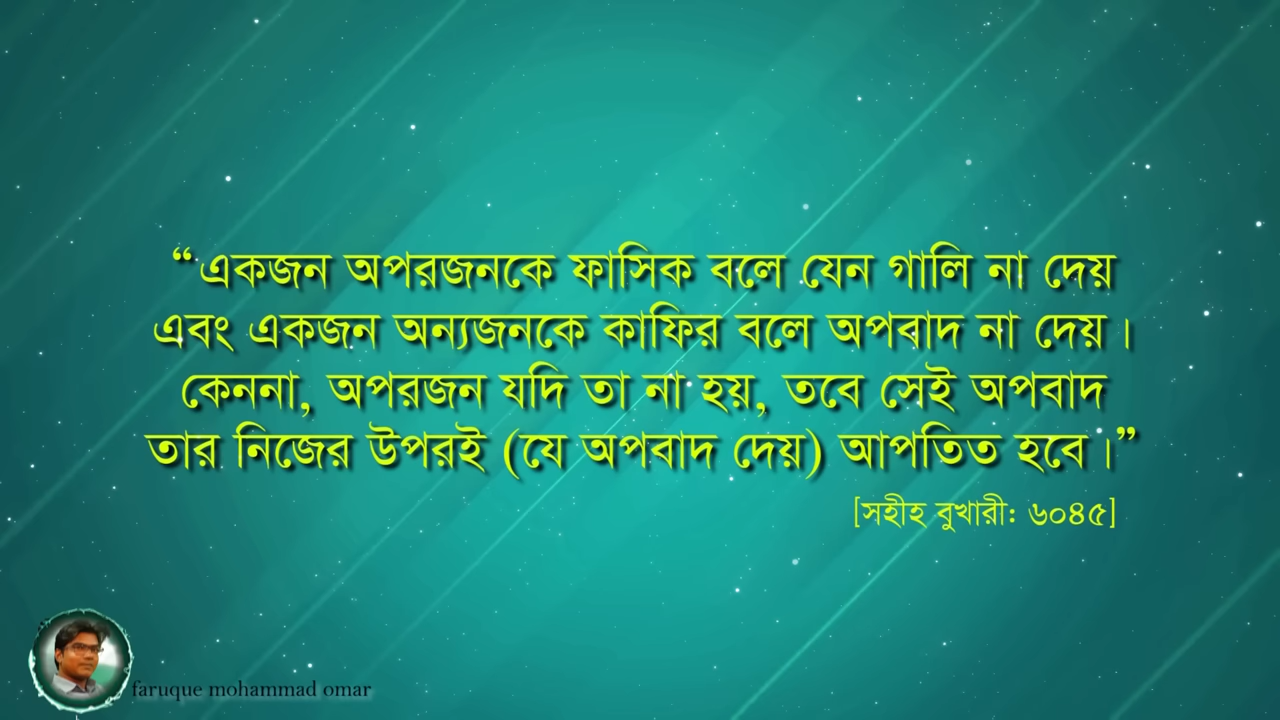 “একজন অপরজনকে ফাসিক বলে যেন গালি না দেয়
এবং একজন অন্যজনকে কাফির বলে অপবাদ না দেয়।
কেননা, অপরজন যদি তা না হয়, তবে সেই অপবাদ
তার নিজের উপরই (যে অপবাদ দেয়) আপতিত হবে।”
[সহীহ বুখারী: ৬০৪৫]
faruque mohammad omar